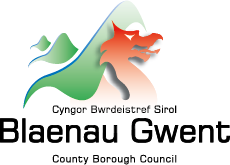 Cyngor Bwrdeistref Sirol
Blaenau Gwent
County Borough Council